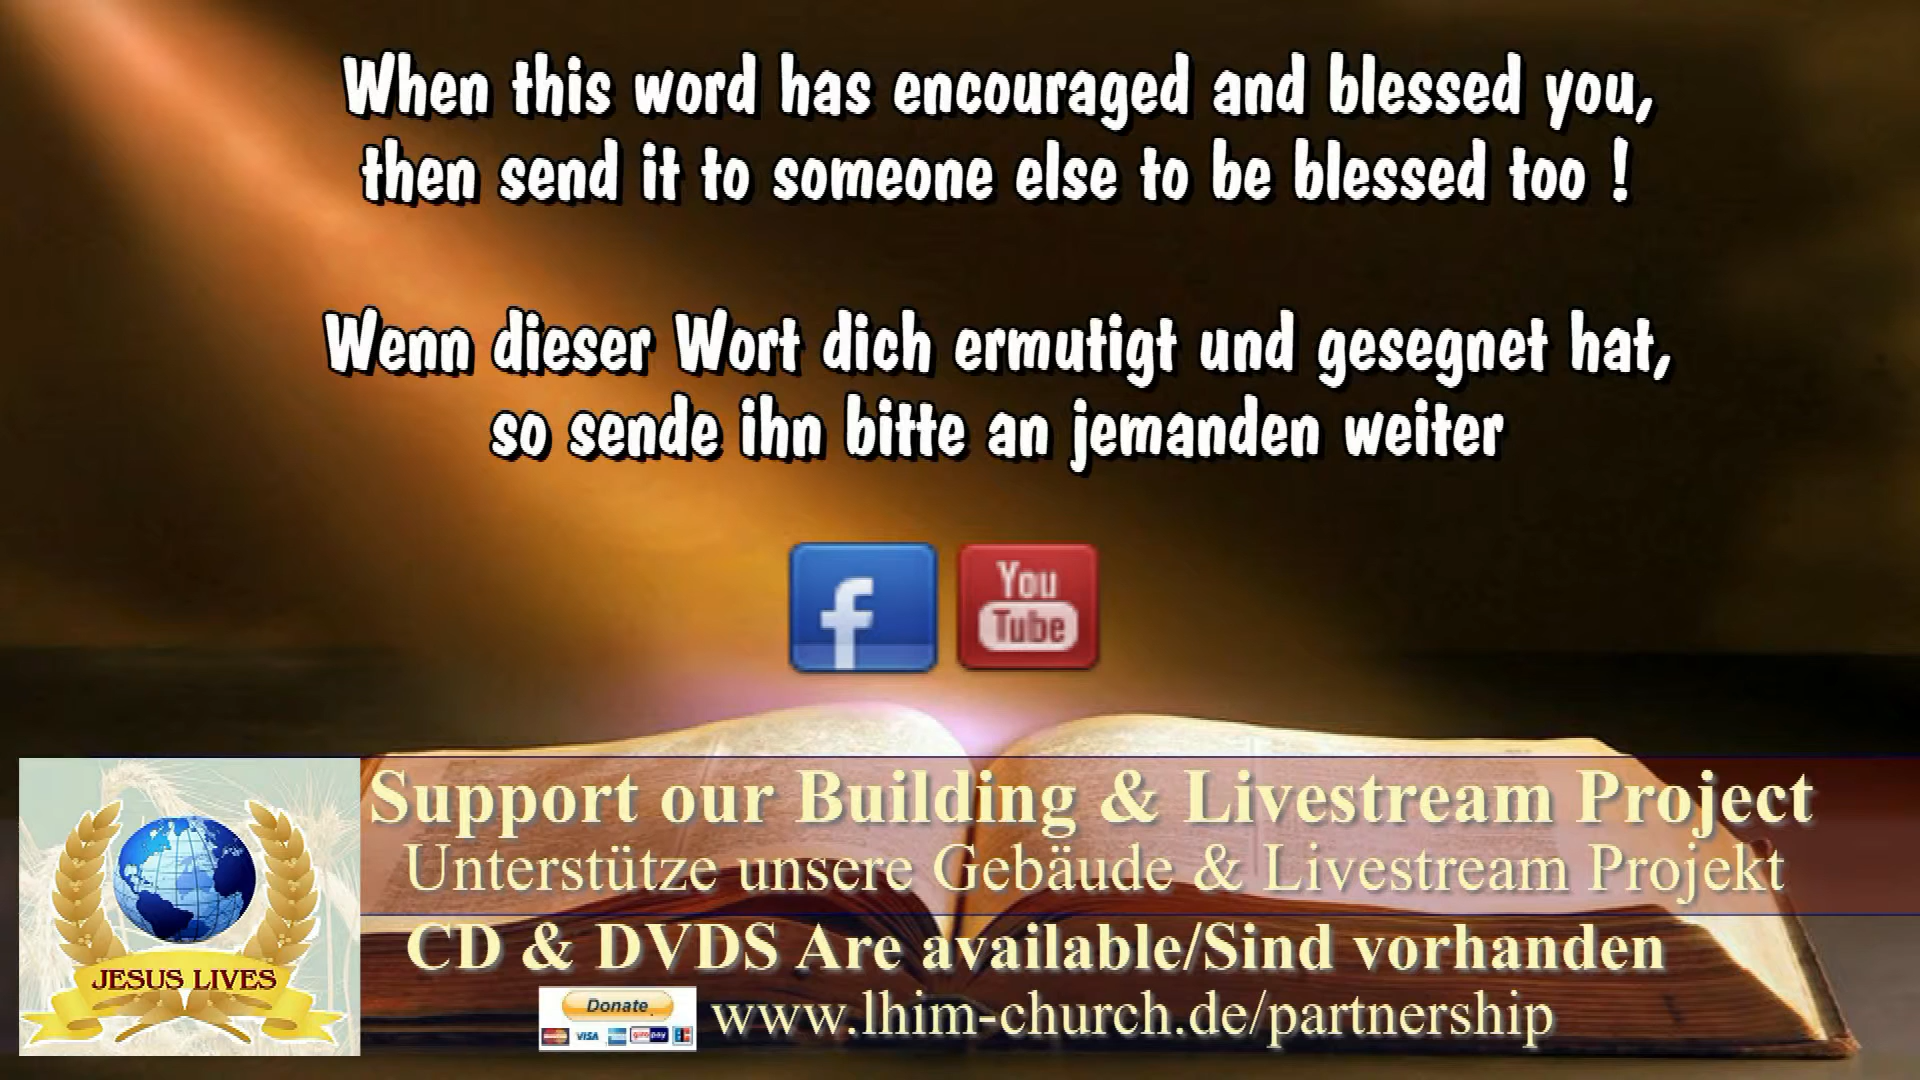 When this word has encouraged and blessed you,
then send it to someone else to be blessed too !
Wenn dieser Wort dich ermutigt und gesegnet hat,
so sende ihn bitte an jemanden weiter
f
You
Tube
Support our Building & Livestream Project
Unterstütze unsere Gebäude & Livestream Projekt
JESUS LIVES
CD & DVDS Are available/Sind vorhanden
Donate
VISA
giropay
www.lhim-church.de/partnership